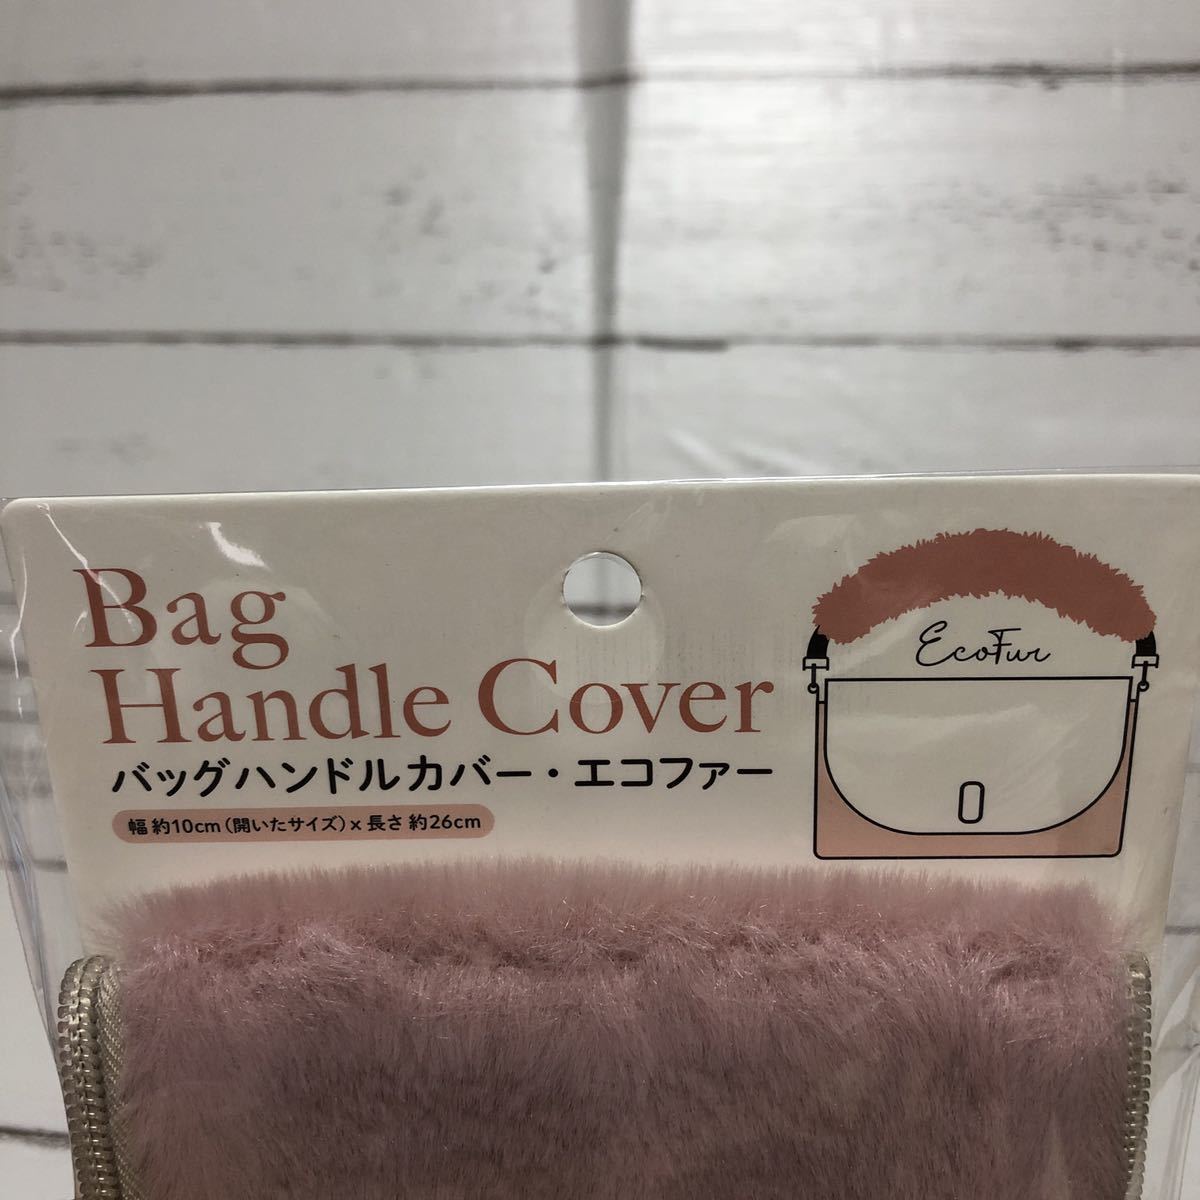 Bag
Handle Cover
バッグハンドルカバー・エコファー
幅 約10cm（開いたサイズ）x 長さ 約26cm
EcoFur